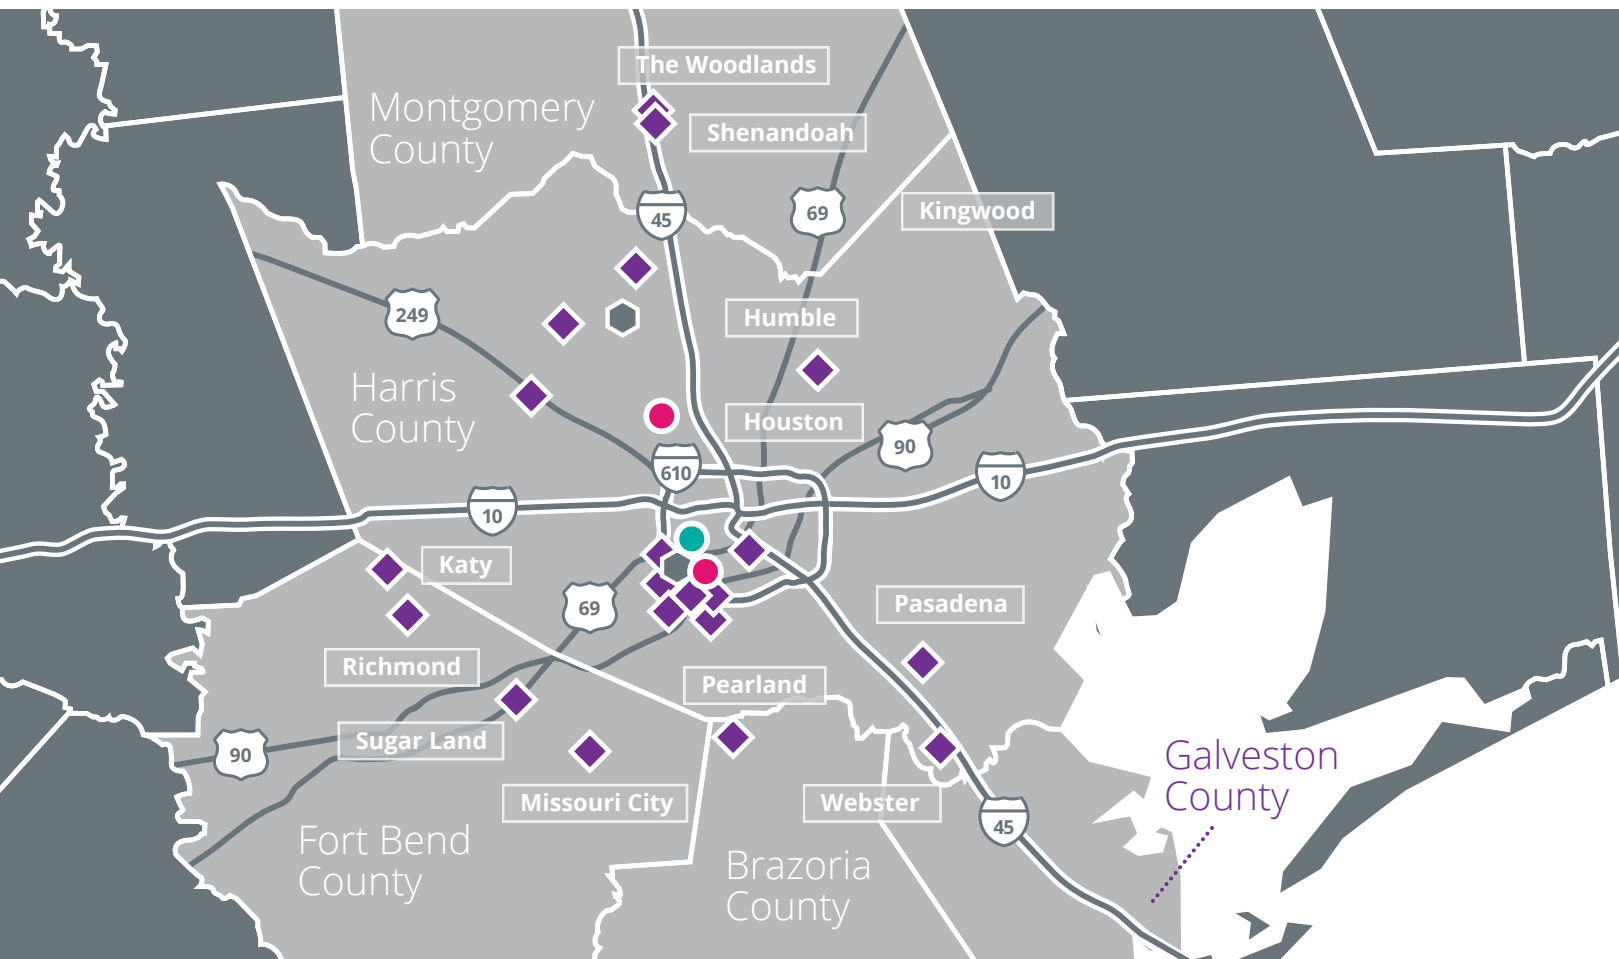 The Woodlands
Montgomery
County
Shenandoah
45
69
Kingwood
249
Humble
Harris
County
Houston
90
610
10
10
Katy
69
Pasadena
Richmond
Pearland
Sugar Land
90
Galveston
County
Missouri City
Webster
45
Fort Bend
County
Brazoria
County